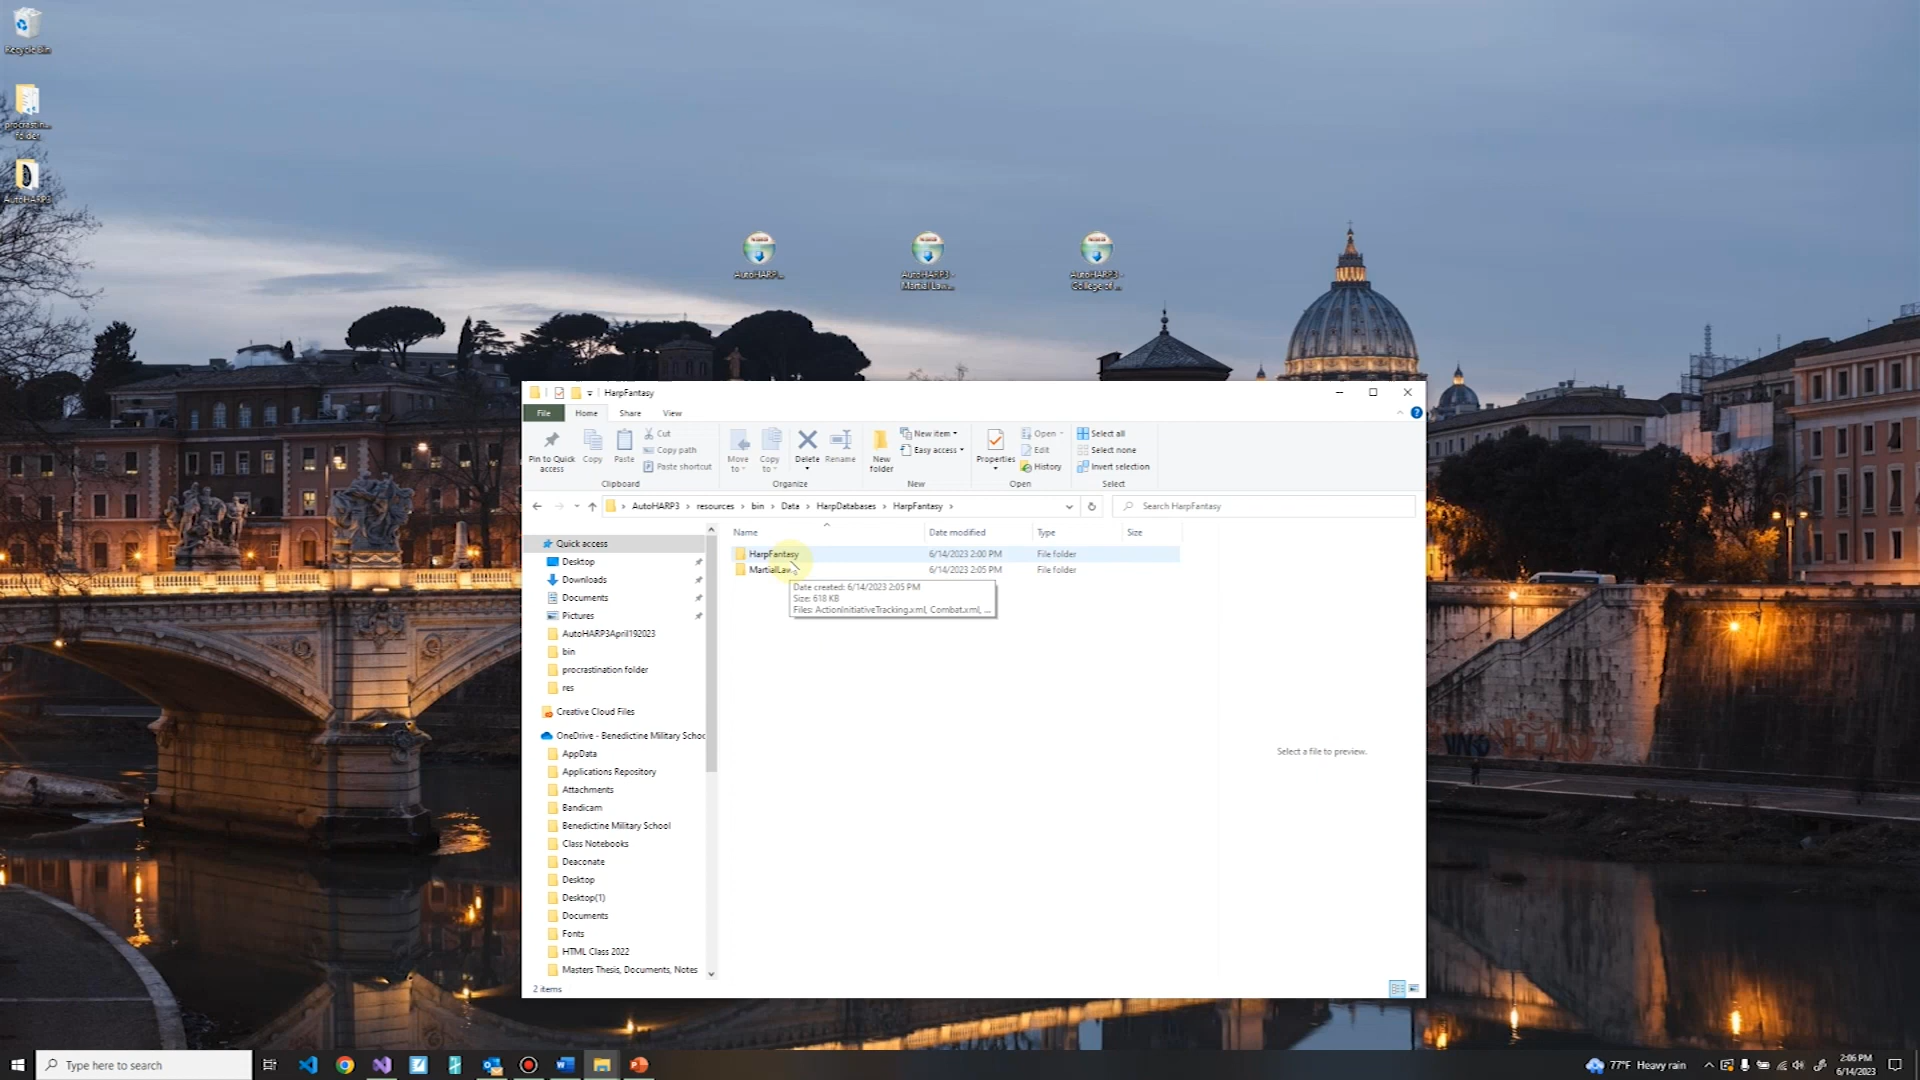 Recycle Bin
procrastin...
folder
AutoHARP3
AutoHARP3 -
Martial Law...
AutoHARP3 -
College of ...
HarpFantasy
File
Home
Share
View
Pin to Quick
access
Copy
Paste
Cut
Copy path
Paste shortcut
Clipboard
Move
to
Copy
to
Delete
Rename
Organize
New
folder
New item
Easy access
New
Properties
Open
Edit
History
Open
Select all
Select none
Invert selection
Select
AutoHARP3 › resources › bin › Data › HarpDatabases › HarpFantasy ›
Search HarpFantasy
Name
Date modified
Type
Size
HarpFantasy 6/14/2023 2:00 PM File folder
6/14/2023 2:05 PM File folder
Date created: 6/14/2023 2:05 PM
Size: 618 KB
Files: ActionInitiativeTracking.xml, Combat.xml, ...
Quick access
Desktop
Downloads
Documents
Pictures
AutoHARP3April192023
bin
procrastination folder
res
Creative Cloud Files
OneDrive - Benedictine Military Schoo
AppData
Applications Repository
Attachments
Bandicam
Benedictine Military School
Class Notebooks
Deaconate
Desktop
Desktop(1)
Documents
Fonts
HTML Class 2022
Masters Thesis, Documents, Notes
Select a file to preview.
2 items
Type here to search
77°F Heavy rain
2:06 PM
6/14/2023